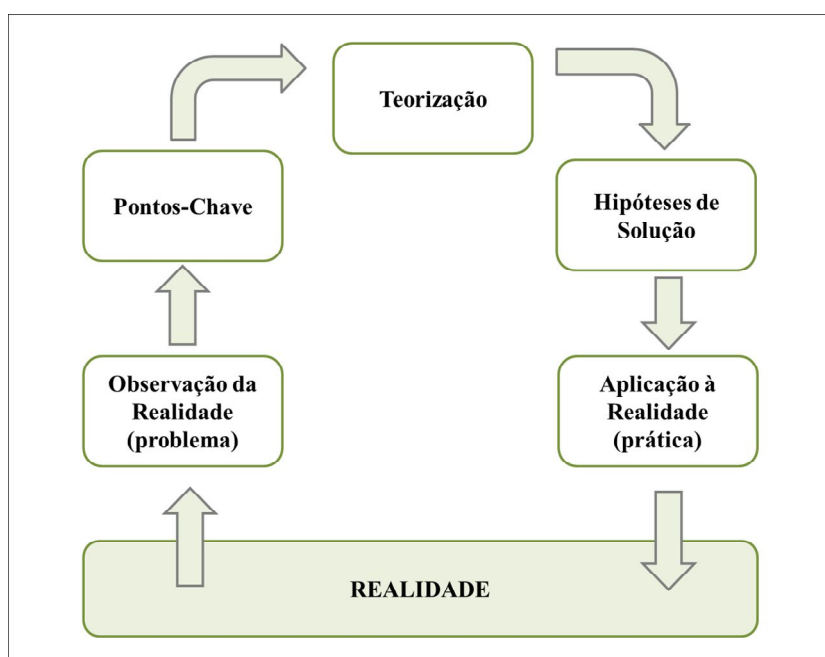 Teorização
Pontos-Chave
Hipóteses de
Solução
Observação da
Realidade
(problema)
Aplicação à
Realidade
(prática)
REALIDADE